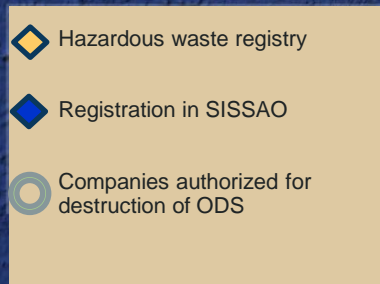 Hazardous waste registry
Registration in SISSAO
Companies authorized for
destruction of ODS